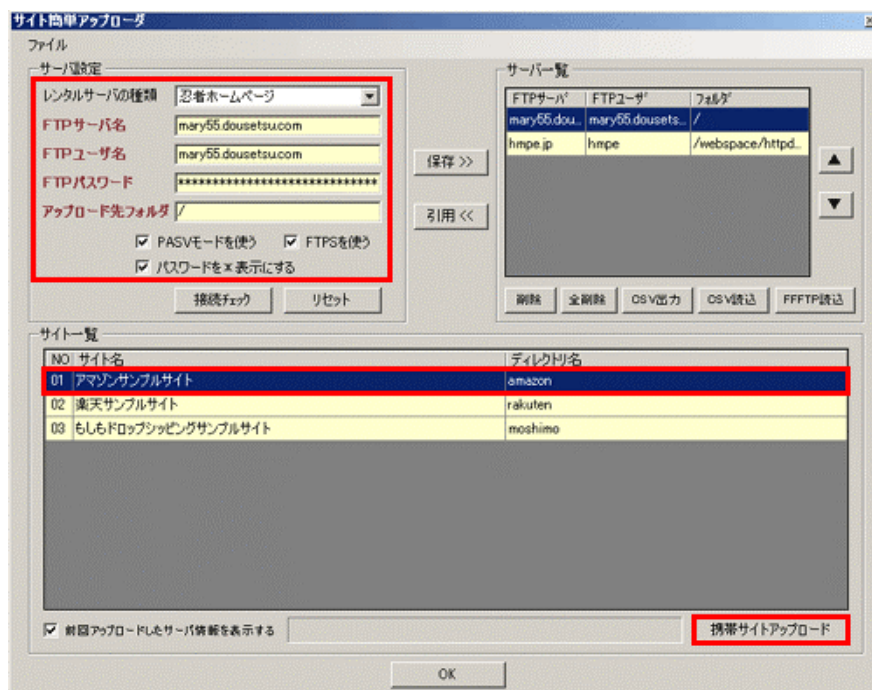 サイト簡単アップローダ
ファイル
サーバ設定
レンタルサーバの種類 忍者ホームページ
FTPサーバ名 mary55.dousetsu.com
FTPユーザ名 mary55.dousetsu.com
FTPパスワード ******************************
アップロード先フォルダ /
PASVモードを使う FTPSを使う
パスワードを*表示にする
接続チェック リセット
保存 >>
引用 <<
サーバー覧
FTPサーバ FTPユーザ フォルダ
mary55.dou... mary55.dousets... /
hmpe.jp hmpe /webspace/httpd...
▲
▼
削除 全削除 CSV出力 CSV読込 FFFTP読込
サイト一覧
NO サイト名 ディレクトリ名
01 アマゾンサンプルサイト amazon
02 楽天サンプルサイト rakuten
03 もしもドロップシッピングサンプルサイト moshimo
前回アップロードしたサーバ情報を表示する 携帯サイトアップロード
OK